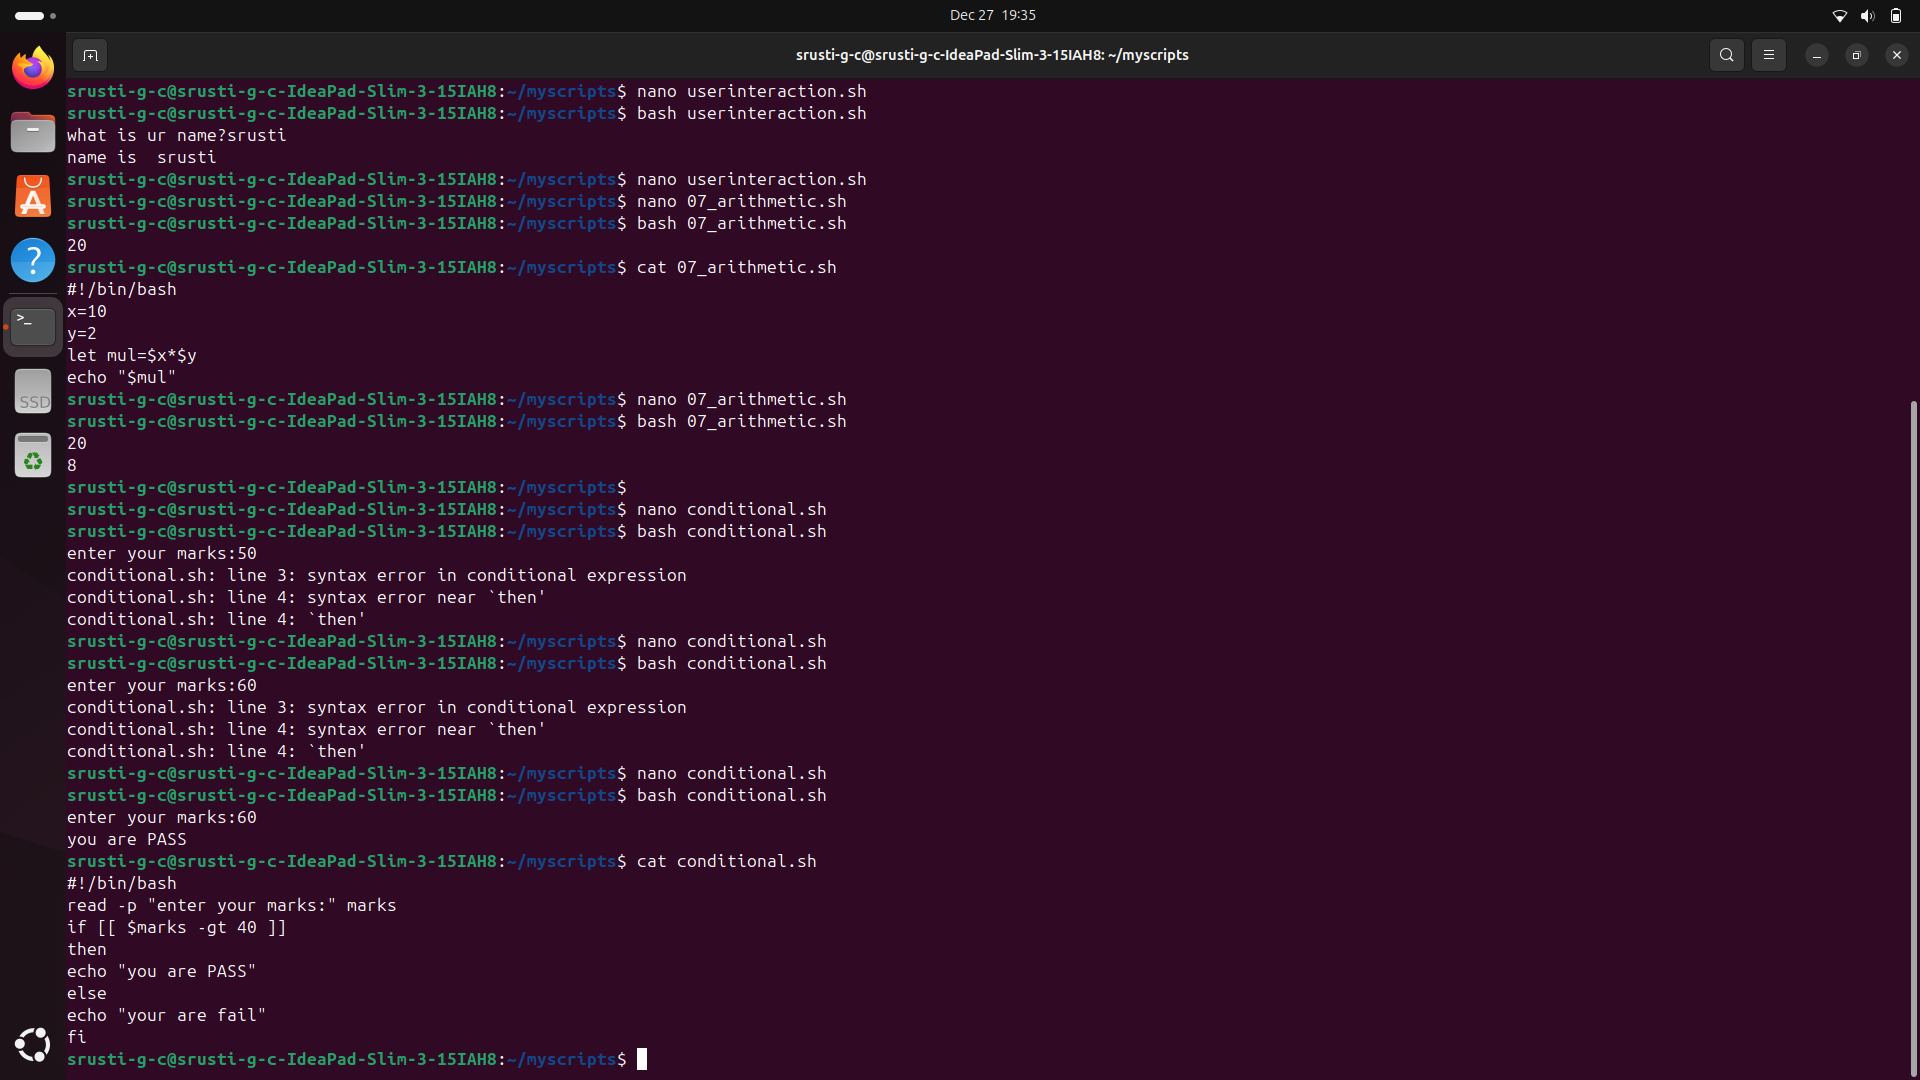 Dec 27 19:35
srusti-g-c@srusti-g-c-IdeaPad-Slim-3-15IAH8: ~/myscripts
srusti-g-c@srusti-g-c-IdeaPad-Slim-3-15IAH8:~/myscripts$ nano userinteraction.sh
srusti-g-c@srusti-g-c-IdeaPad-Slim-3-15IAH8:~/myscripts$ bash userinteraction.sh
what is ur name?srusti
name is  srusti
srusti-g-c@srusti-g-c-IdeaPad-Slim-3-15IAH8:~/myscripts$ nano userinteraction.sh
srusti-g-c@srusti-g-c-IdeaPad-Slim-3-15IAH8:~/myscripts$ nano 07_arithmetic.sh
srusti-g-c@srusti-g-c-IdeaPad-Slim-3-15IAH8:~/myscripts$ bash 07_arithmetic.sh
20
srusti-g-c@srusti-g-c-IdeaPad-Slim-3-15IAH8:~/myscripts$ cat 07_arithmetic.sh
#!/bin/bash
x=10
y=2
let mul=$x*$y
echo "$mul"
srusti-g-c@srusti-g-c-IdeaPad-Slim-3-15IAH8:~/myscripts$ nano 07_arithmetic.sh
srusti-g-c@srusti-g-c-IdeaPad-Slim-3-15IAH8:~/myscripts$ bash 07_arithmetic.sh
20
8
srusti-g-c@srusti-g-c-IdeaPad-Slim-3-15IAH8:~/myscripts$
srusti-g-c@srusti-g-c-IdeaPad-Slim-3-15IAH8:~/myscripts$ nano conditional.sh
srusti-g-c@srusti-g-c-IdeaPad-Slim-3-15IAH8:~/myscripts$ bash conditional.sh
enter your marks:50
conditional.sh: line 3: syntax error in conditional expression
conditional.sh: line 4: syntax error near `then'
conditional.sh: line 4: `then'
srusti-g-c@srusti-g-c-IdeaPad-Slim-3-15IAH8:~/myscripts$ nano conditional.sh
srusti-g-c@srusti-g-c-IdeaPad-Slim-3-15IAH8:~/myscripts$ bash conditional.sh
enter your marks:60
conditional.sh: line 3: syntax error in conditional expression
conditional.sh: line 4: syntax error near `then'
conditional.sh: line 4: `then'
srusti-g-c@srusti-g-c-IdeaPad-Slim-3-15IAH8:~/myscripts$ nano conditional.sh
srusti-g-c@srusti-g-c-IdeaPad-Slim-3-15IAH8:~/myscripts$ bash conditional.sh
enter your marks:60
you are PASS
srusti-g-c@srusti-g-c-IdeaPad-Slim-3-15IAH8:~/myscripts$ cat conditional.sh
#!/bin/bash
read -p "enter your marks:" marks
if [[ $marks -gt 40 ]]
then
echo "you are PASS"
else
echo "your are fail"
fi
srusti-g-c@srusti-g-c-IdeaPad-Slim-3-15IAH8:~/myscripts$
SSD